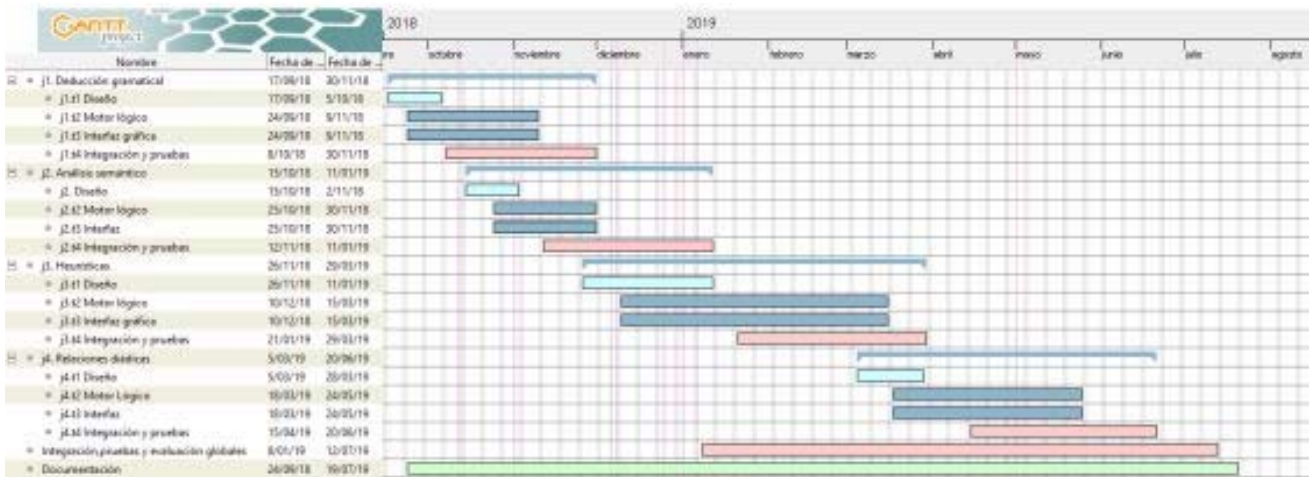 GANTT
project
2018 2019
octubre noviembre diciembre enero febrero marzo abril mayo junio julio agosto
Nombre Fecha de ... Fecha de ...
j1. Deducción gramatical 17/09/18 30/11/18
j1.t1 Diseño 17/09/18 5/10/18
j1.t2 Motor lógico 24/09/18 9/11/18
j1.t3 Interfaz gráfica 24/09/18 9/11/18
j1.t4 Integración y pruebas 8/10/18 30/11/18
j2. Análisis semántico 15/10/18 11/01/19
j2. Diseño 15/10/18 2/11/18
j2.t2 Motor lógico 25/10/18 30/11/18
j2.t3 Interfaz 25/10/18 30/11/18
j2.t4 Integración y pruebas 12/11/18 11/01/19
j3. Heurísticas 26/11/18 29/03/19
j3.t1 Diseño 26/11/18 11/01/19
j3.t2 Motor lógico 10/12/18 15/03/19
j3.t3 Interfaz gráfica 10/12/18 15/03/19
j3.t4 Integración y pruebas 21/01/19 29/03/19
j4. Relaciones 5/03/19 20/06/19
j4.t1 Diseño 5/03/19 28/03/19
j4.t2 Motor Lógico 18/03/19 24/05/19
j4.t3 Interfaz 18/03/19 24/05/19
j4.t4 Integración y pruebas 15/04/19 20/06/19
Integración, pruebas y evaluación globales 8/01/19 12/07/19
Documentación 24/09/18 19/07/19